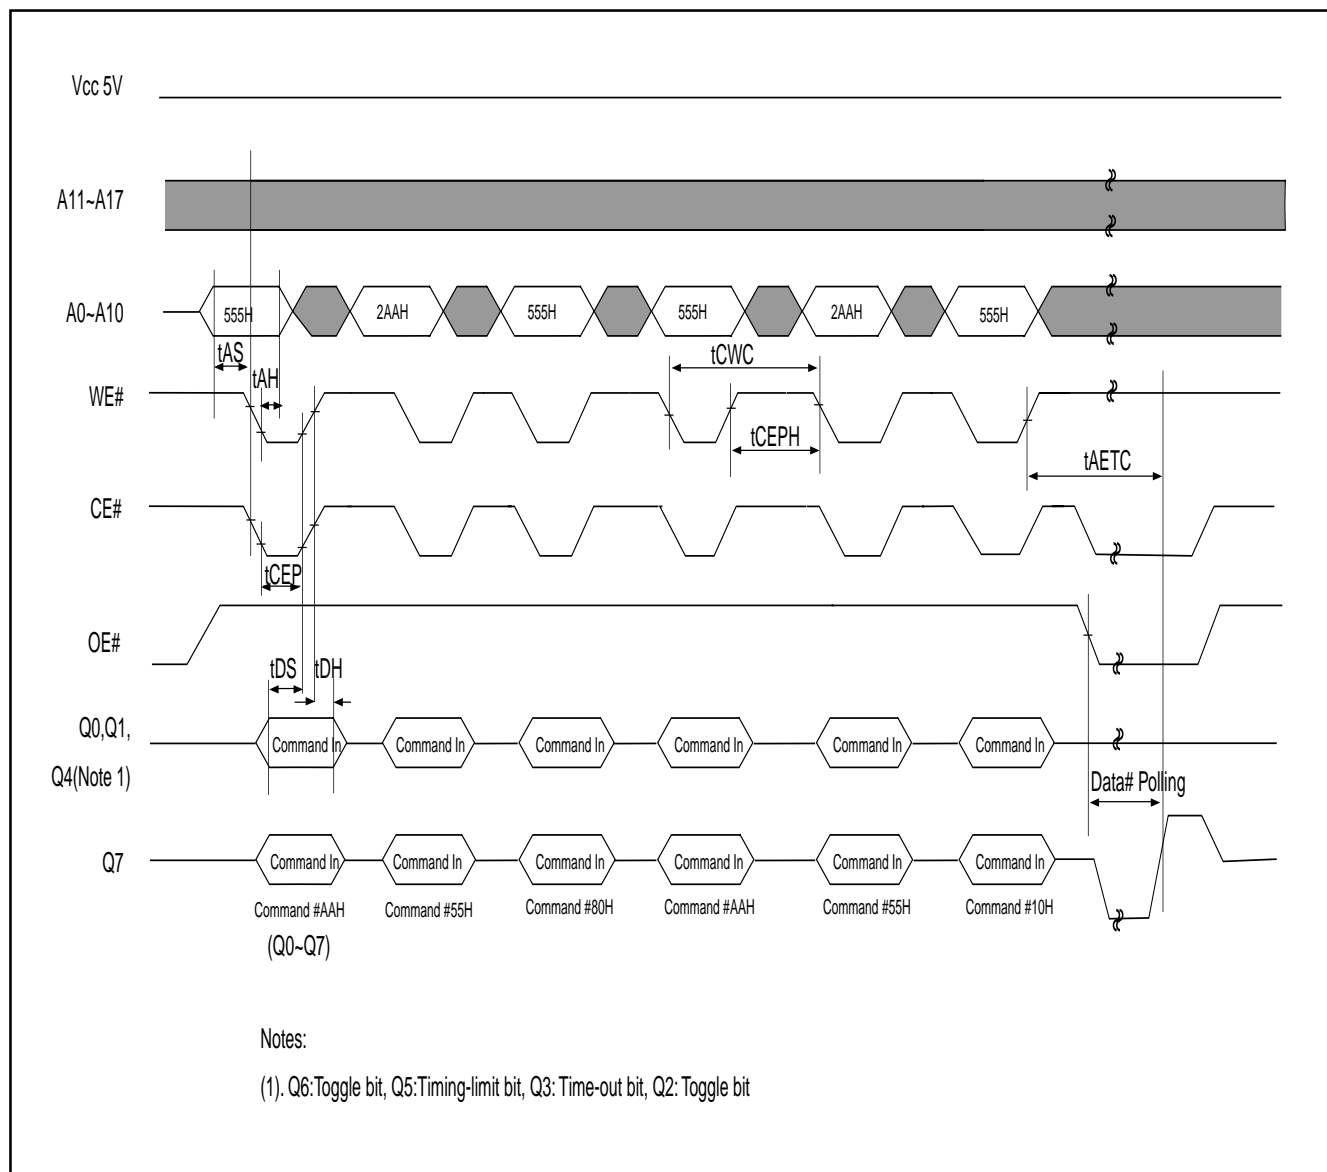 Vcc 5V
A11~A17
A0~A10
555H
2AAH
555H
555H
2AAH
555H
tAS
tAH
tCWC
WE#
tCEPH
tAETC
CE#
tCEP
OE#
tDS
tDH
Q0,Q1,
Q4(Note 1)
Command In
Command In
Command In
Command In
Command In
Command In
Data# Polling
Q7
Command In
Command In
Command In
Command In
Command In
Command In
Command #AAH
Command #55H
Command #80H
Command #AAH
Command #55H
Command #10H
(Q0~Q7)
Notes:
(1). Q6:Toggle bit, Q5:Timing-limit bit, Q3: Time-out bit, Q2: Toggle bit